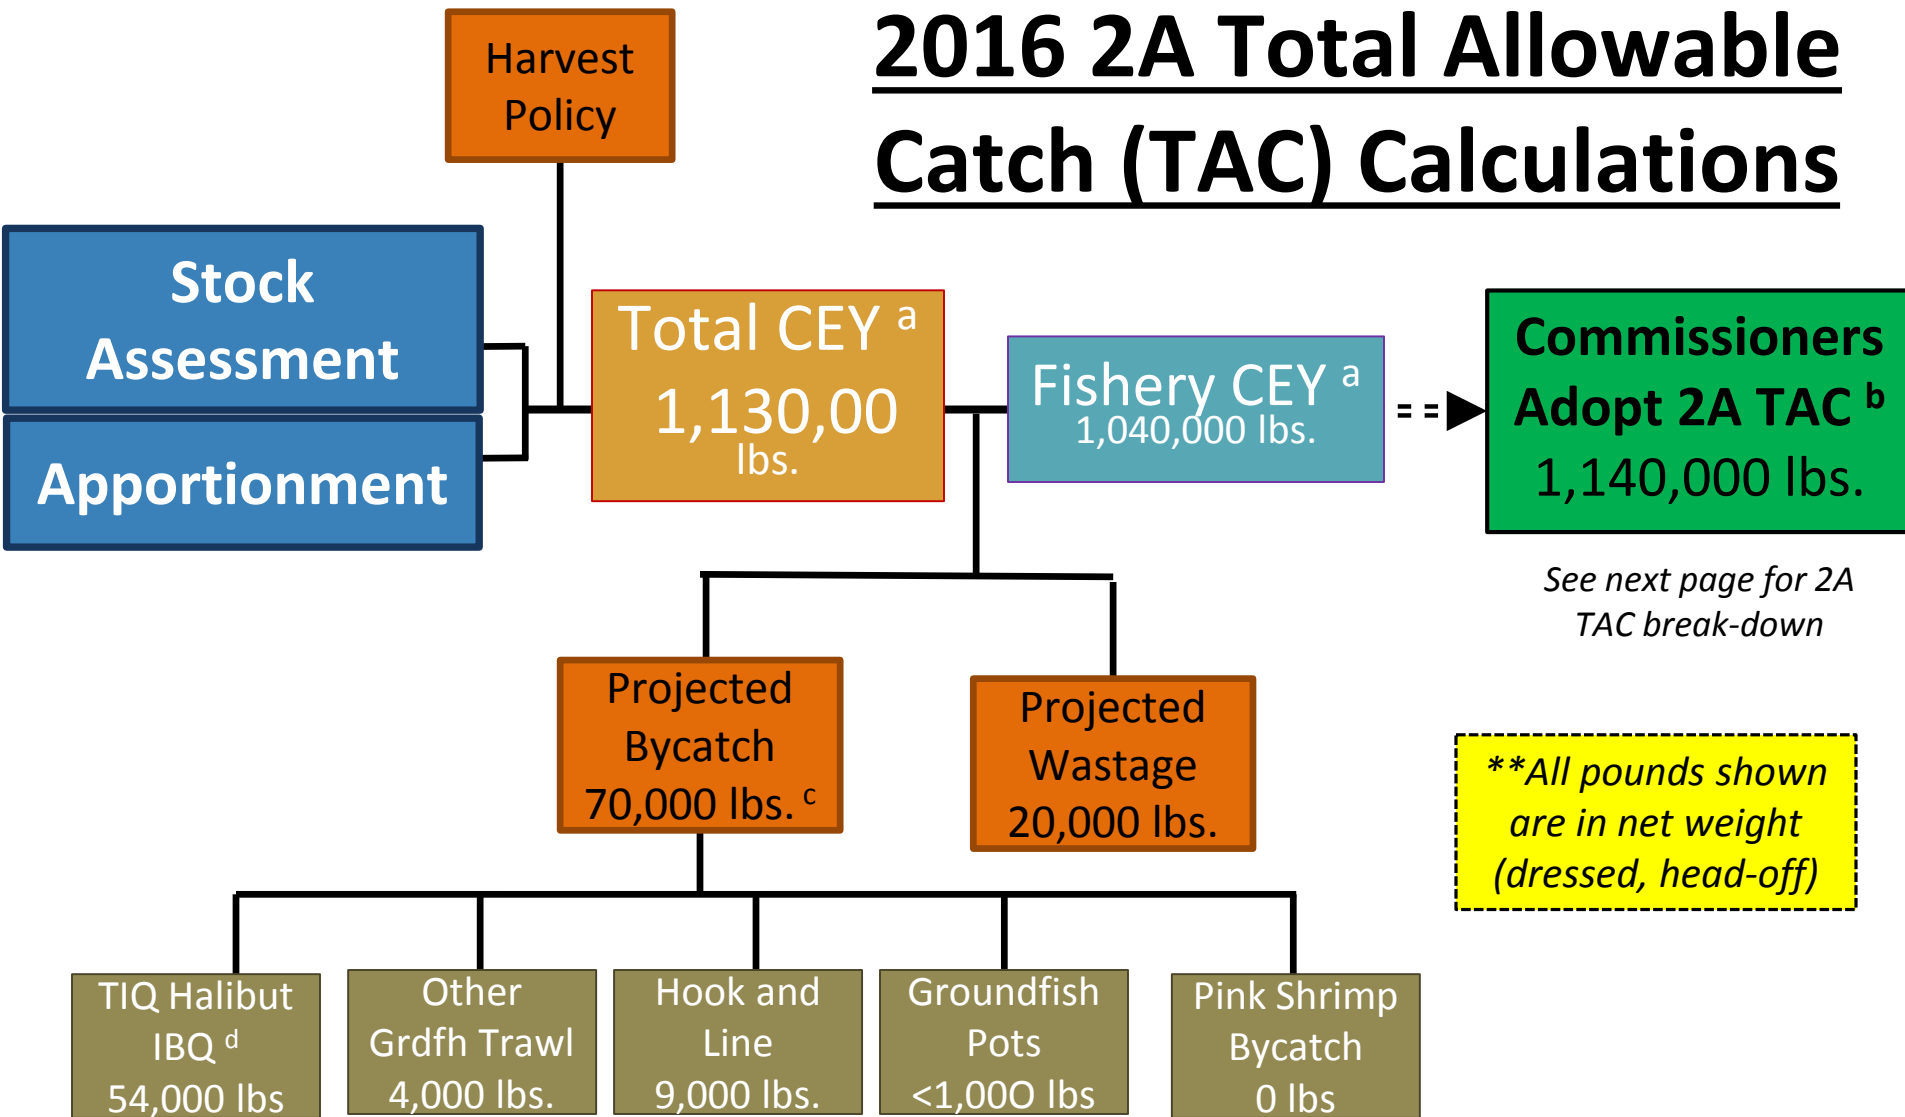 2016 2A Total Allowable
Catch (TAC) Calculations
Harvest
Policy
Stock
Assessment
Apportionment
Total CEY a
1,130,00
lbs.
Fishery CEY a
1,040,000 lbs.
==
Commissioners
Adopt 2A TAC b
1,140,000 lbs.
See next page for 2A
TAC break-down
Projected
Bycatch
70,000 lbs. c
Projected
Wastage
20,000 lbs.
**All pounds shown
are in net weight
(dressed, head-off)
TIQ Halibut
IBQ d
54,000 lbs
Other
Grdfh Trawl
4,000 lbs.
Hook and
Line
9,000 lbs.
Groundfish
Pots
<1,00O lbs
Pink Shrimp
Bycatch
0 lbs